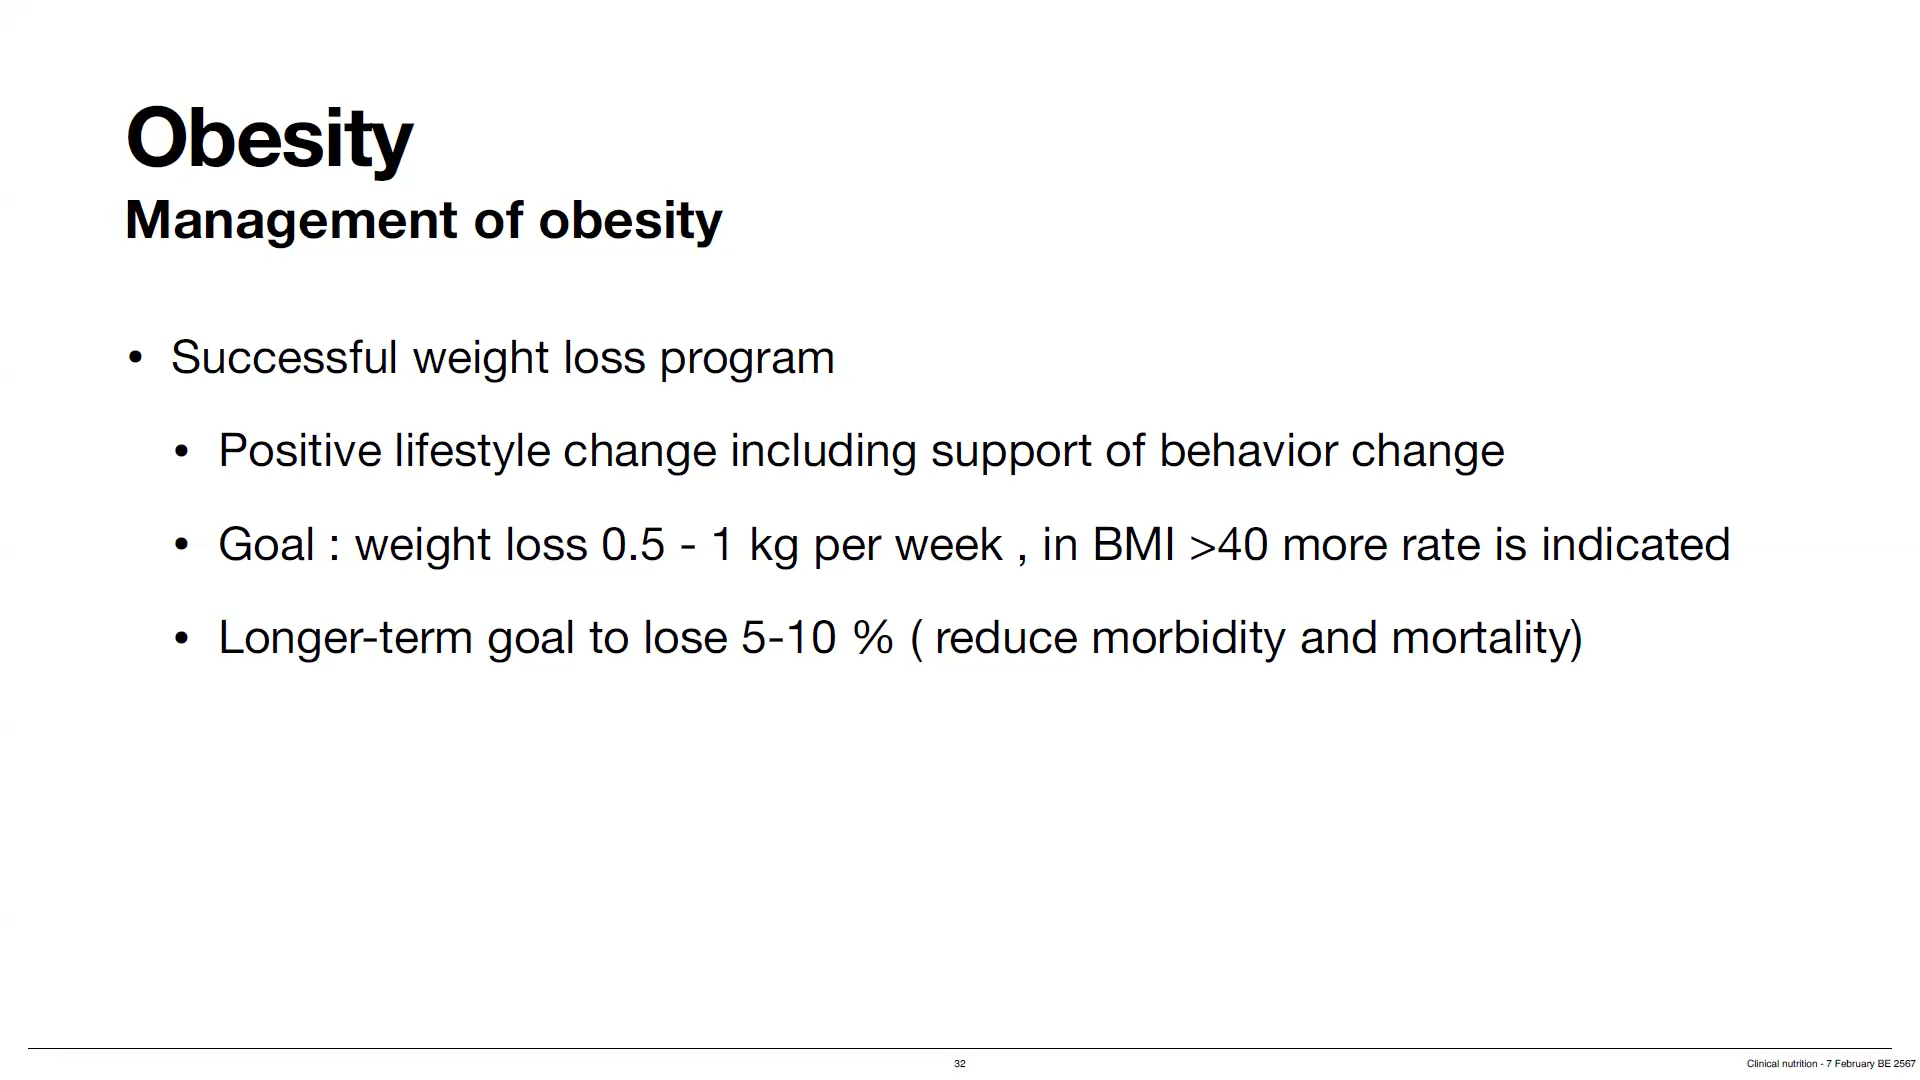 Obesity
Management of obesity
• Successful weight loss program
• Positive lifestyle change including support of behavior change
• Goal : weight loss 0.5 - 1 kg per week , in BMI >40 more rate is indicated
• Longer-term goal to lose 5-10 % ( reduce morbidity and mortality)
32
Clinical nutrition - 7 February BE 2567